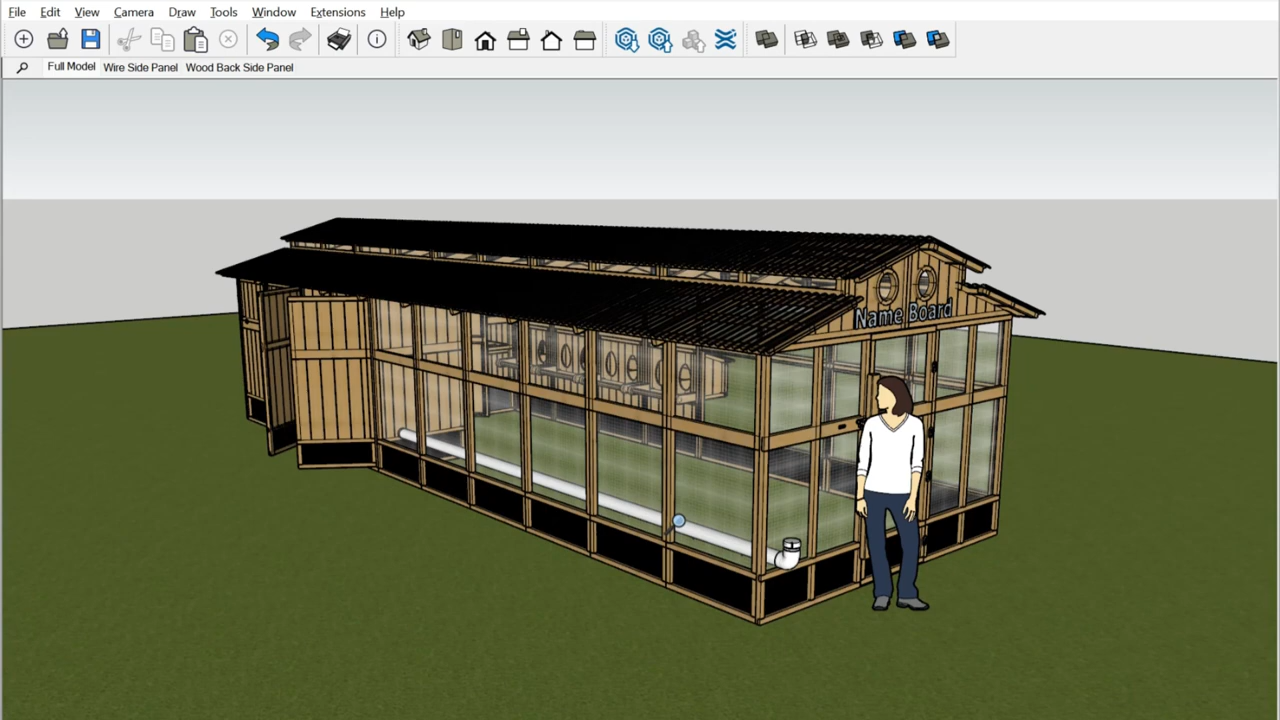 File Edit View Camera Draw Tools Window Extensions Help
Full Model Wire Side Panel Wood Back Side Panel
Name Board